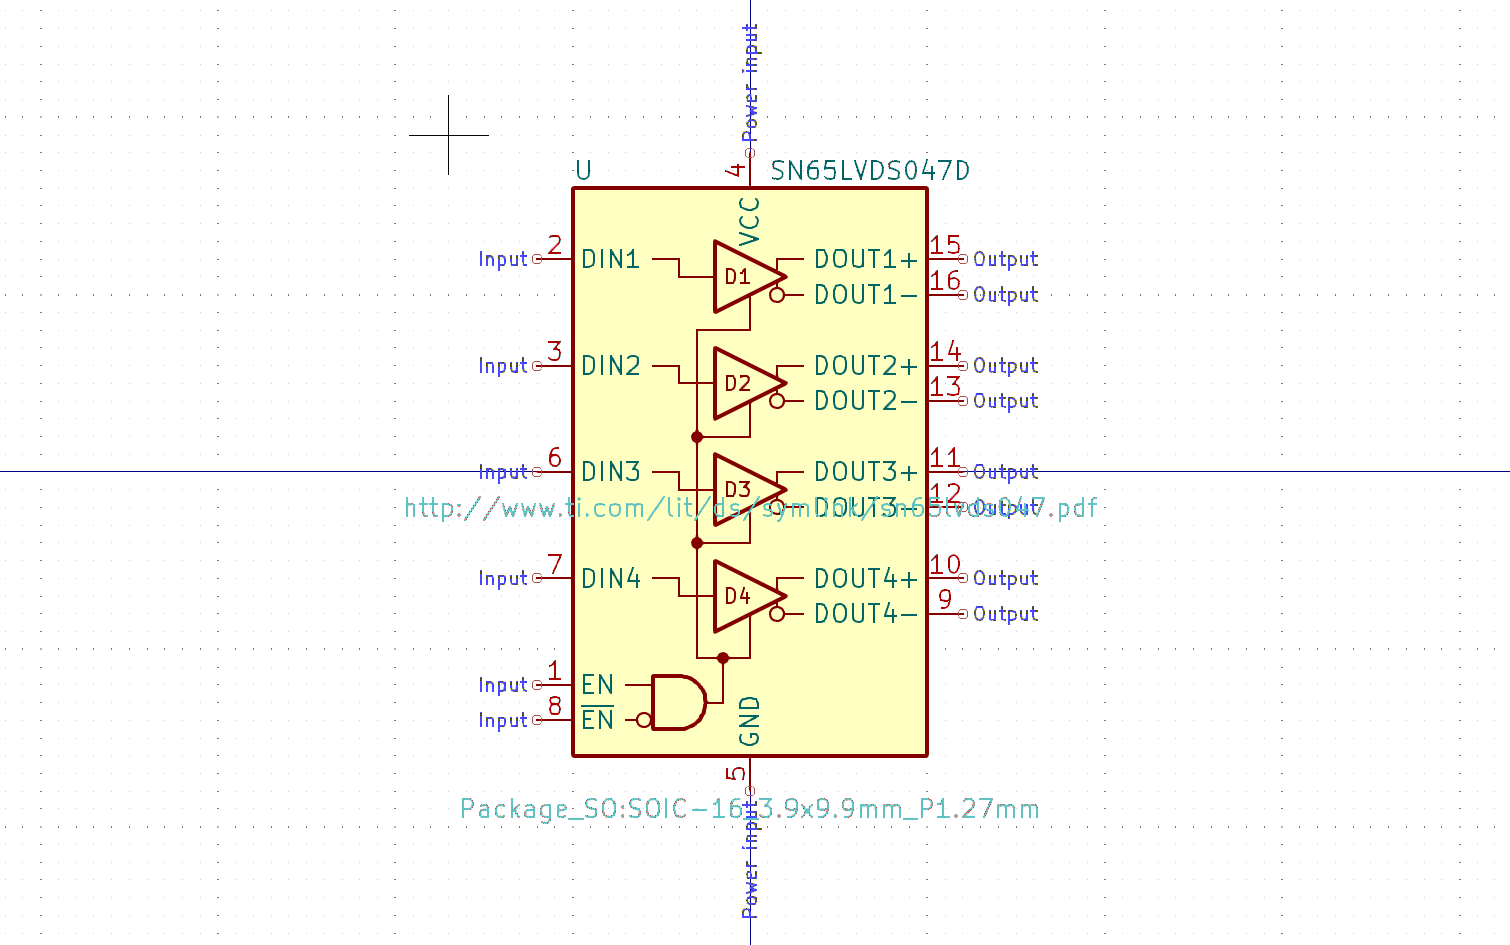 Power input
U
4
SN65LVDS047D
VCC
Input 2 DIN1 D1 DOUT1+ 15 Output
DOUT1- 16 Output
Input 3 DIN2 D2 DOUT2+ 14 Output
DOUT2- 13 Output
Input 6 DIN3 D3 DOUT3+ 11 Output
DOUT3- 12 Output
http://www.ti.com/lit/ds/symlink/sn65lvds047.pdf
Input 7 DIN4 D4 DOUT4+ 10 Output
DOUT4- 9 Output
Input 1 EN
Input 8 EN
GND
5
Package_SO:SOIC-16_3.9x9.9mm_P1.27mm
Power input